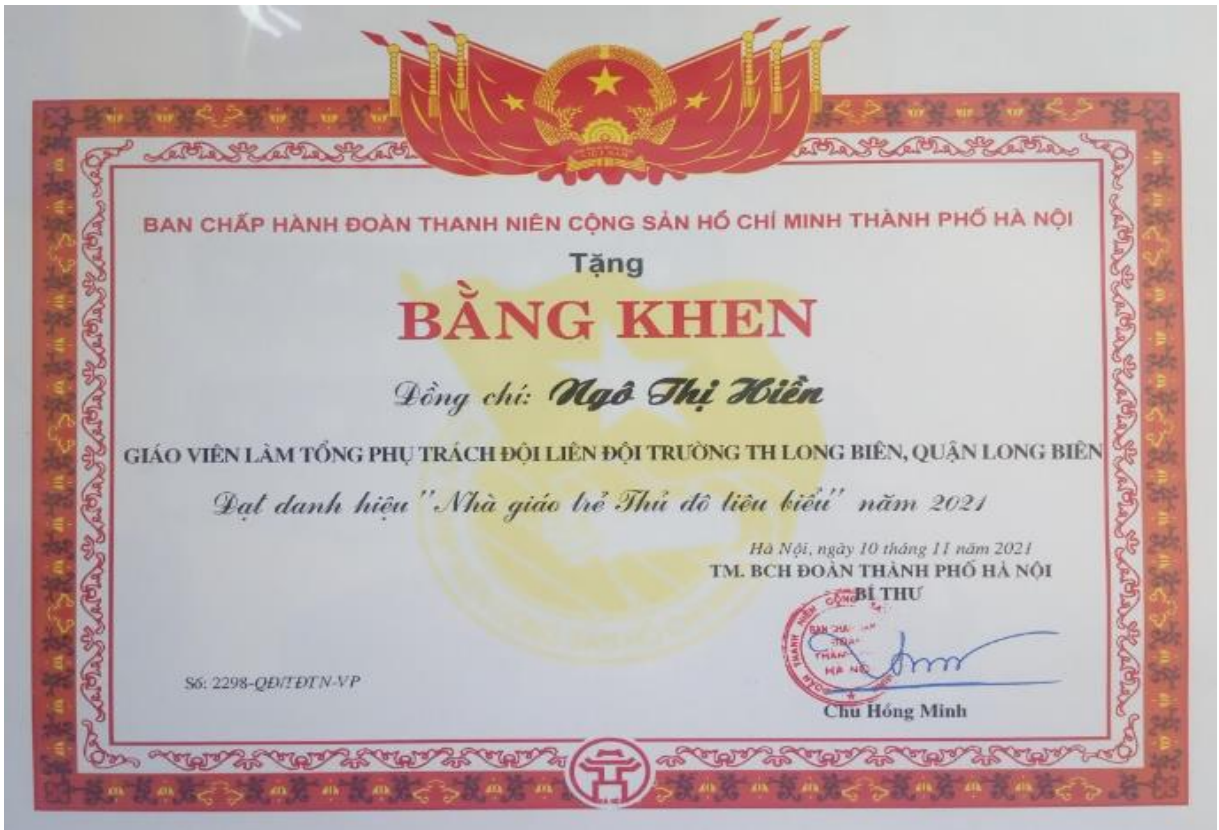 BAN CHẤP HÀNH ĐOÀN THANH NIÊN CỘNG SẢN HỒ CHÍ MINH THÀNH PHỐ HÀ NỘI
Tặng
BẰNG KHEN
Đồng chí: Ngô Thị Hiền
GIÁO VIÊN LÀM TỔNG PHỤ TRÁCH ĐỘI LIÊN ĐỘI TRƯỜNG TH LONG BIÊN, QUẬN LONG BIÊN
Đạt danh hiệu "Nhà giáo trẻ Thủ đô tiêu biểu" năm 2021
Hà Nội, ngày 10 tháng 11 năm 2021
TM. BCH ĐOÀN THÀNH PHỐ HÀ NỘI
BÍ THƯ
HÀ NỘI
Số: 2298-QĐ/TĐTN-VP
Chu Hồng Minh